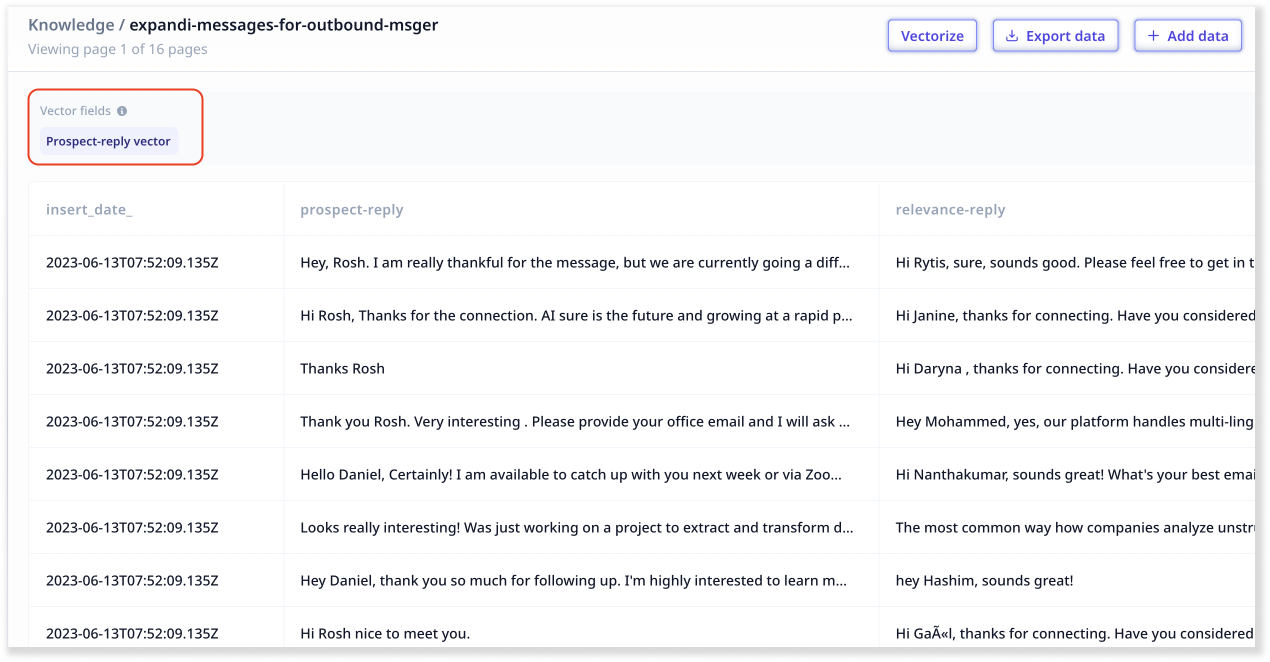 Knowledge / expandi-messages-for-outbound-msger
Viewing page 1 of 16 pages
Vectorize
Export data
+ Add data
Vector fields
Prospect-reply vector
insert_date_ prospect-reply relevance-reply
2023-06-13T07:52:09.135Z Hey, Rosh. I am really thankful for the message, but we are currently going a diff... Hi Rytis, sure, sounds good. Please feel free to get in t
2023-06-13T07:52:09.135Z Hi Rosh, Thanks for the connection. AI sure is the future and growing at a rapid p... Hi Janine, thanks for connecting. Have you considered
2023-06-13T07:52:09.135Z Thanks Rosh Hi Daryna , thanks for connecting. Have you considere
2023-06-13T07:52:09.135Z Thank you Rosh. Very interesting . Please provide your office email and I will ask ... Hey Mohammed, yes, our platform handles multi-ling
2023-06-13T07:52:09.135Z Hello Daniel, Certainly! I am available to catch up with you next week or via Zoo... Hi Nanthakumar, sounds great! What's your best emai
2023-06-13T07:52:09.135Z Looks really interesting! Was just working on a project to extract and transform d... The most common way how companies analyze unstru
2023-06-13T07:52:09.135Z Hey Daniel, thank you so much for following up. I'm highly interested to learn m... hey Hashim, sounds great!
2023-06-13T07:52:09.135Z Hi Rosh nice to meet you. Hi GaÃ«l, thanks for connecting. Have you considered